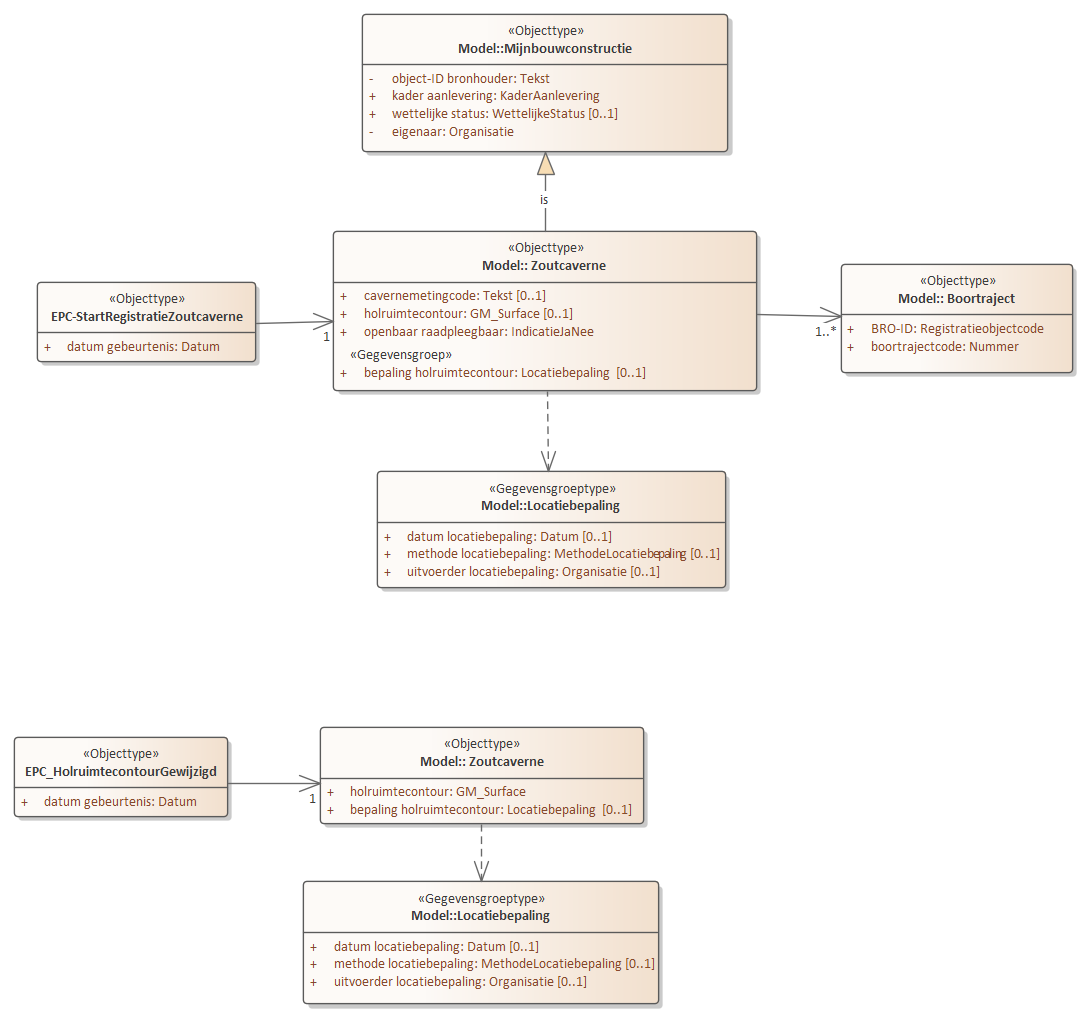 «Objecttype»
Model::Mijnbouwconstructie
- object-ID bronhouder: Tekst
+ kader aanlevering: KaderAanlevering
+ wettelijke status: WettelijkeStatus [0..1]
- eigenaar: Organisatie
is
«Objecttype»
Model:: Zoutcaverne
+ cavernemetingcode: Tekst [0..1]
+ holruimtecontour: GM_Surface [0..1]
+ openbaar raadpleegbaar: IndicatieJaNee
«Gegevensgroep»
+ bepaling holruimtecontour: Locatiebepaling [0..1]
«Objecttype»
EPC-StartRegistratieZoutcaverne
+ datum gebeurtenis: Datum
1
«Objecttype»
Model:: Boortraject
+ BRO-ID: Registratieobjectcode
+ boortrajectcode: Nummer
1..*
«Gegevensgroeptype»
Model::Locatiebepaling
+ datum locatiebepaling: Datum [0..1]
+ methode locatiebepaling: MethodeLocatiebepaling [0..1]
+ uitvoerder locatiebepaling: Organisatie [0..1]
«Objecttype»
EPC_HolruimtecontourGewijzigd
+ datum gebeurtenis: Datum
1
«Objecttype»
Model:: Zoutcaverne
+ holruimtecontour: GM_Surface
+ bepaling holruimtecontour: Locatiebepaling [0..1]
«Gegevensgroeptype»
Model::Locatiebepaling
+ datum locatiebepaling: Datum [0..1]
+ methode locatiebepaling: MethodeLocatiebepaling [0..1]
+ uitvoerder locatiebepaling: Organisatie [0..1]